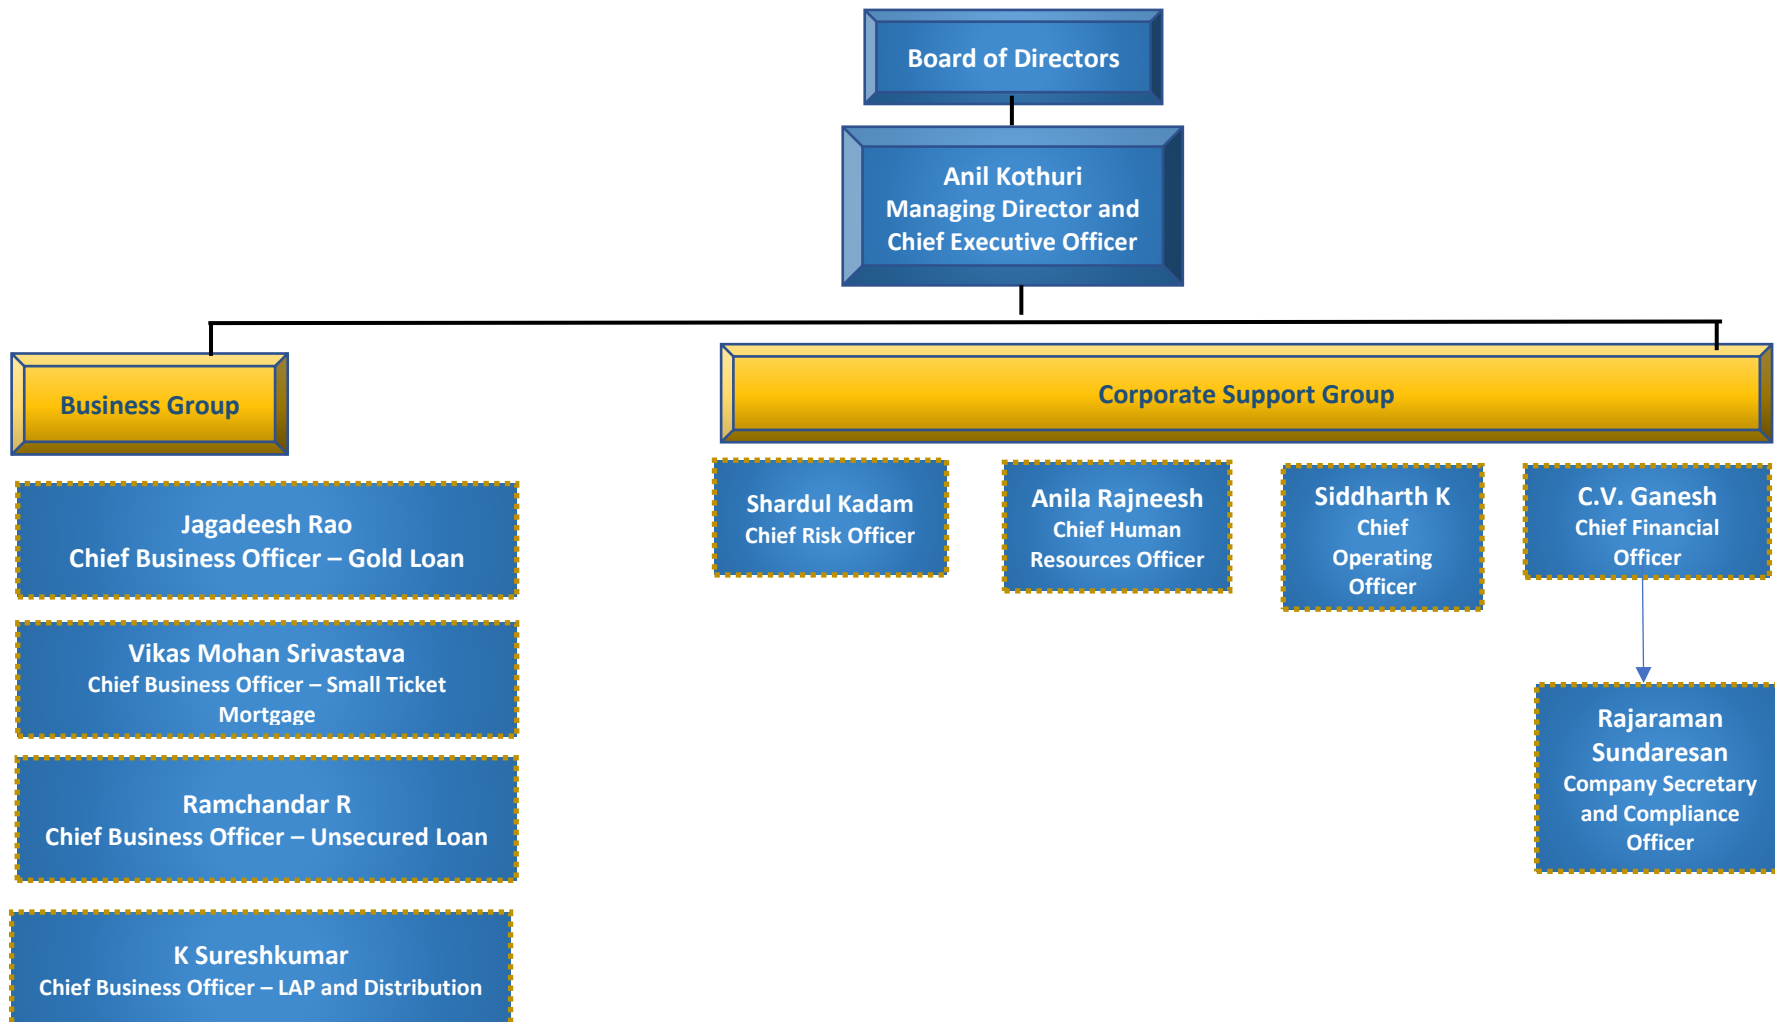 Board of Directors
Anil Kothuri
Managing Director and
Chief Executive Officer
Business Group
Corporate Support Group
Jagadeesh Rao
Chief Business Officer – Gold Loan
Vikas Mohan Srivastava
Chief Business Officer – Small Ticket
Mortgage
Ramchandar R
Chief Business Officer – Unsecured Loan
K Sureshkumar
Chief Business Officer – LAP and Distribution
Shardul Kadam
Chief Risk Officer
Anila Rajneesh
Chief Human
Resources Officer
Siddharth K
Chief
Operating
Officer
C.V. Ganesh
Chief Financial
Officer
Rajaraman
Sundaresan
Company Secretary
and Compliance
Officer